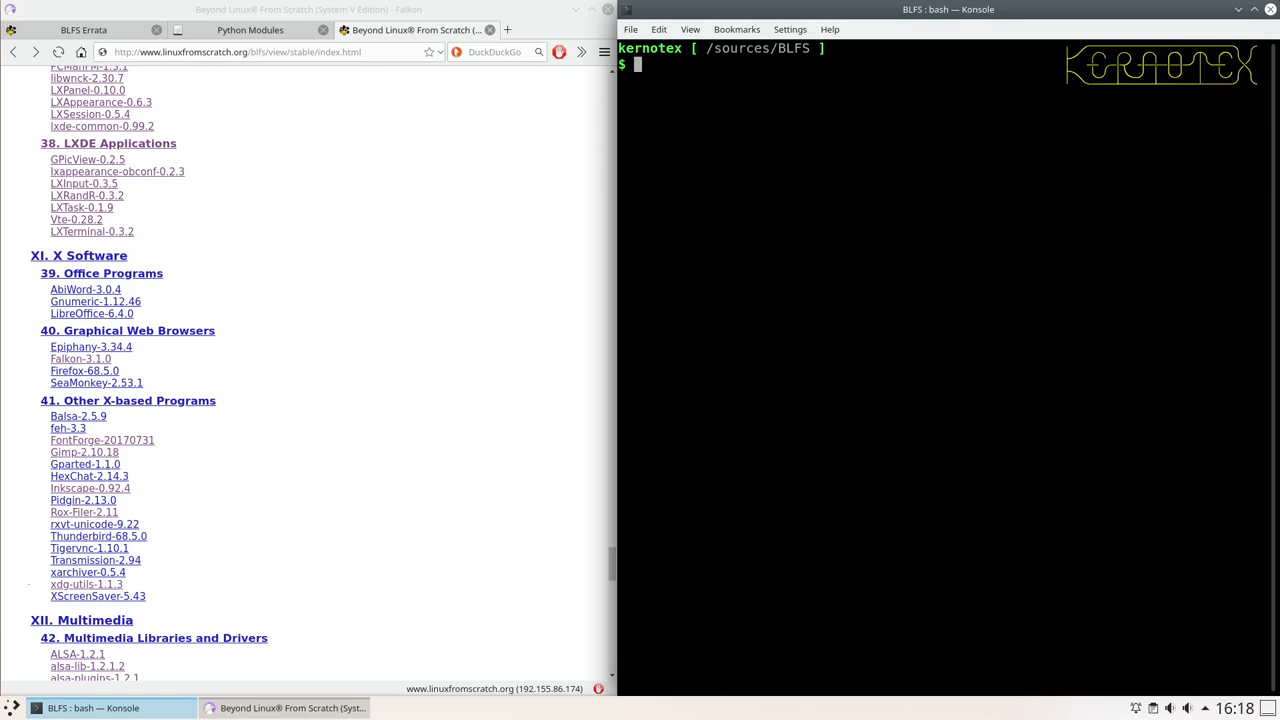 Beyond Linux® From Scratch (System V Edition) - Falkon
BLFS : bash — Konsole
BLFS Errata
Python Modules
Beyond Linux® From Scratch (...
File Edit View Bookmarks Settings Help
http://www.linuxfromscratch.org/blfs/view/stable/index.html
DuckDuckGo
kernotex [ /sources/BLFS ]
$
KERNOTEX
PCManFM-1.3.1
libwnck-2.30.7
LXPanel-0.10.0
LXAppearance-0.6.3
LXSession-0.5.4
lxde-common-0.99.2
38. LXDE Applications
GPicView-0.2.5
lxappearance-obconf-0.2.3
LXInput-0.3.5
LXRandR-0.3.2
LXTask-0.1.9
Vte-0.28.2
LXTerminal-0.3.2
XI. X Software
39. Office Programs
AbiWord-3.0.4
Gnumeric-1.12.46
LibreOffice-6.4.0
40. Graphical Web Browsers
Epiphany-3.34.4
Falkon-3.1.0
Firefox-68.5.0
SeaMonkey-2.53.1
41. Other X-based Programs
Balsa-2.5.9
feh-3.3
FontForge-20170731
Gimp-2.10.18
Gparted-1.1.0
HexChat-2.14.3
Inkscape-0.92.4
Pidgin-2.13.0
Rox-Filer-2.11
rxvt-unicode-9.22
Thunderbird-68.5.0
Tigervnc-1.10.1
Transmission-2.94
xarchiver-0.5.4
xdg-utils-1.1.3
XScreenSaver-5.43
XII. Multimedia
42. Multimedia Libraries and Drivers
ALSA-1.2.1
alsa-lib-1.2.1.2
alsa-plugins-1.2.1
www.linuxfromscratch.org (192.155.86.174)
BLFS : bash — Konsole
Beyond Linux® From Scratch (Syst...
16:18